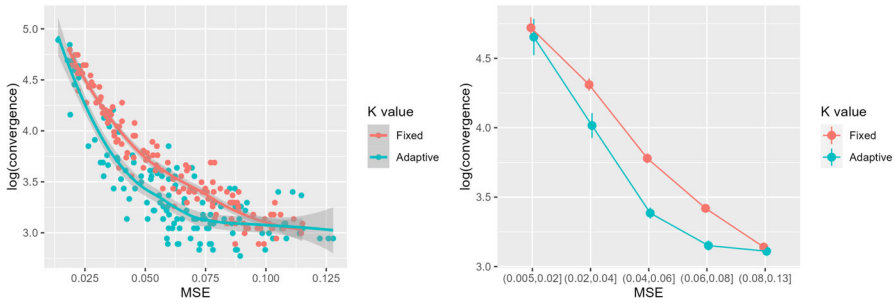 5.0
4.5
4.0
3.5
3.0
log(convergence)
0.025
0.050
0.075
0.100
0.125
MSE
K value
Fixed
Adaptive
4.5
4.0
3.5
3.0
log(convergence)
(0.005,0.02]
(0.02,0.04]
(0.04,0.06]
(0.06,0.08]
(0.08,0.13]
MSE
K value
Fixed
Adaptive